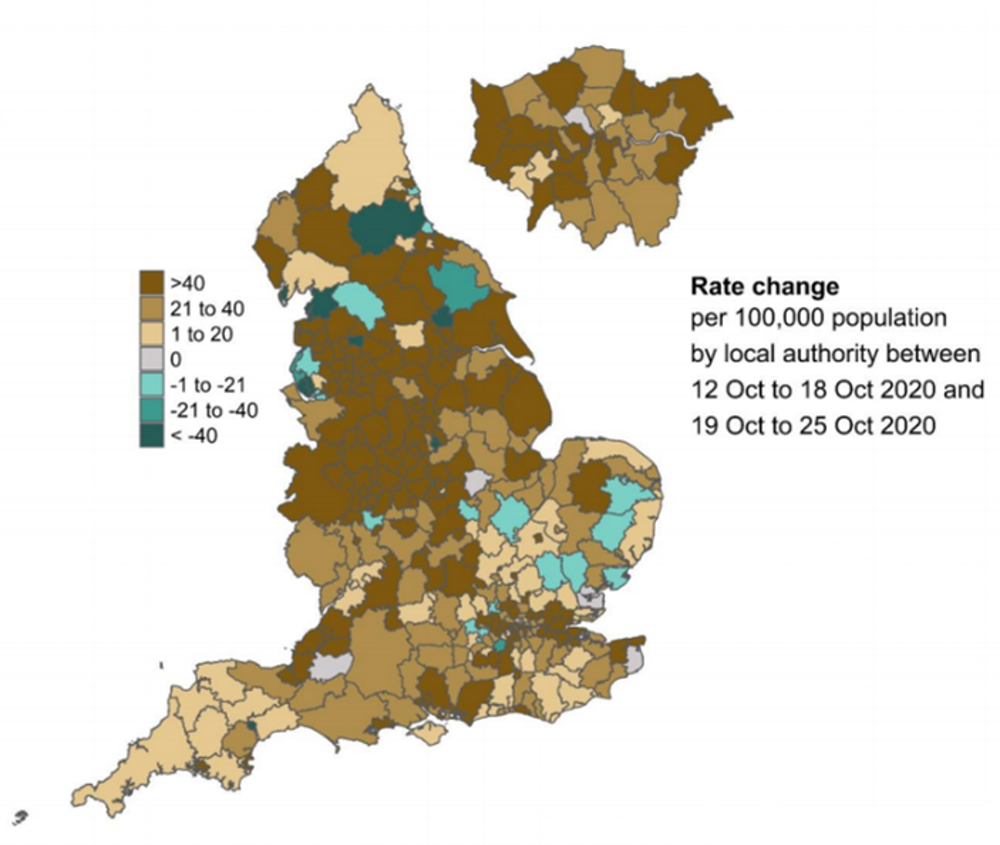 >40
21 to 40
1 to 20
0
-1 to -21
-21 to -40
< -40
Rate change
per 100,000 population
by local authority between
12 Oct to 18 Oct 2020 and
19 Oct to 25 Oct 2020